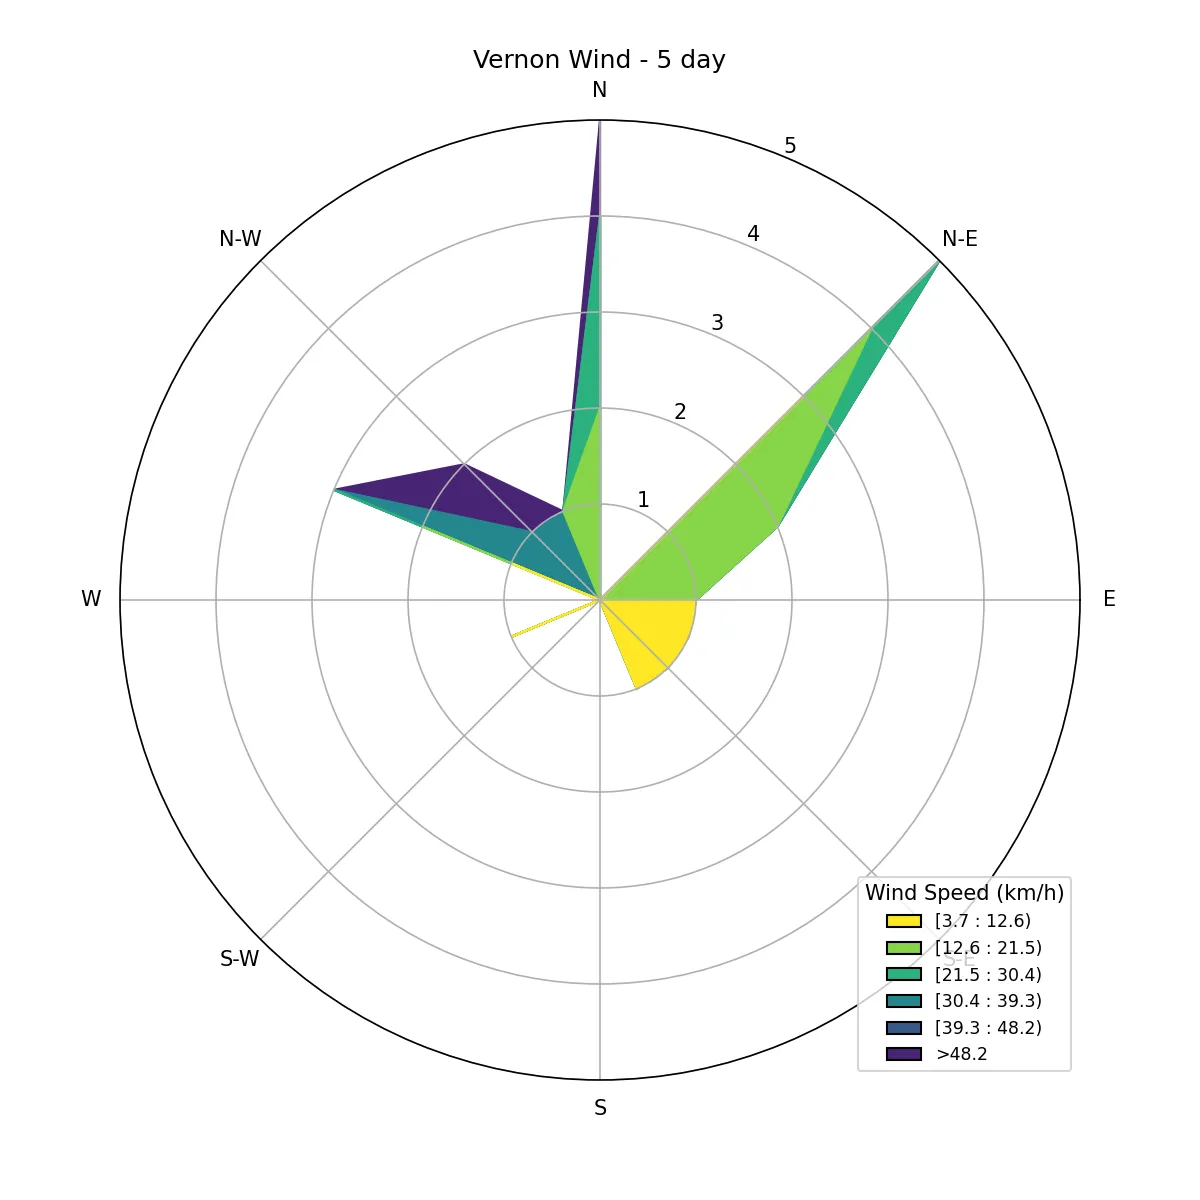 Vernon Wind - 5 day
N
5
N-W
N-E
4
3
2
1
W
E
Wind Speed (km/h)
[3.7 : 12.6)
[12.6 : 21.5)
S-W
S-E
[21.5 : 30.4)
[30.4 : 39.3)
[39.3 : 48.2)
>48.2
S